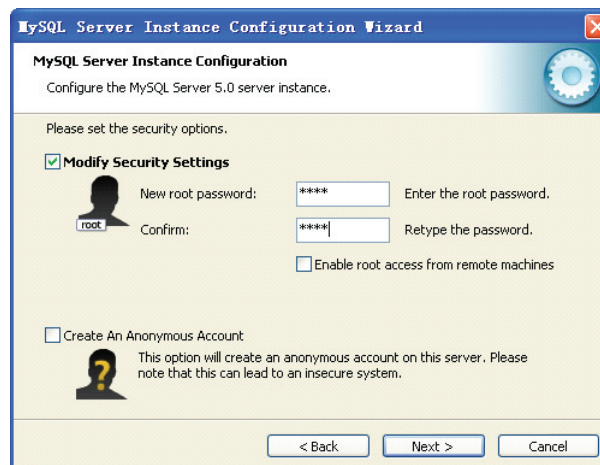 MySQL Server Instance Configuration Wizard
MySQL Server Instance Configuration
Configure the MySQL Server 5.0 server instance.
Please set the security options.
Modify Security Settings
New root password: **** Enter the root password.
root
Confirm: **** Retype the password.
Enable root access from remote machines
Create An Anonymous Account
This option will create an anonymous account on this server. Please
note that this can lead to an insecure system.
< Back Next > Cancel